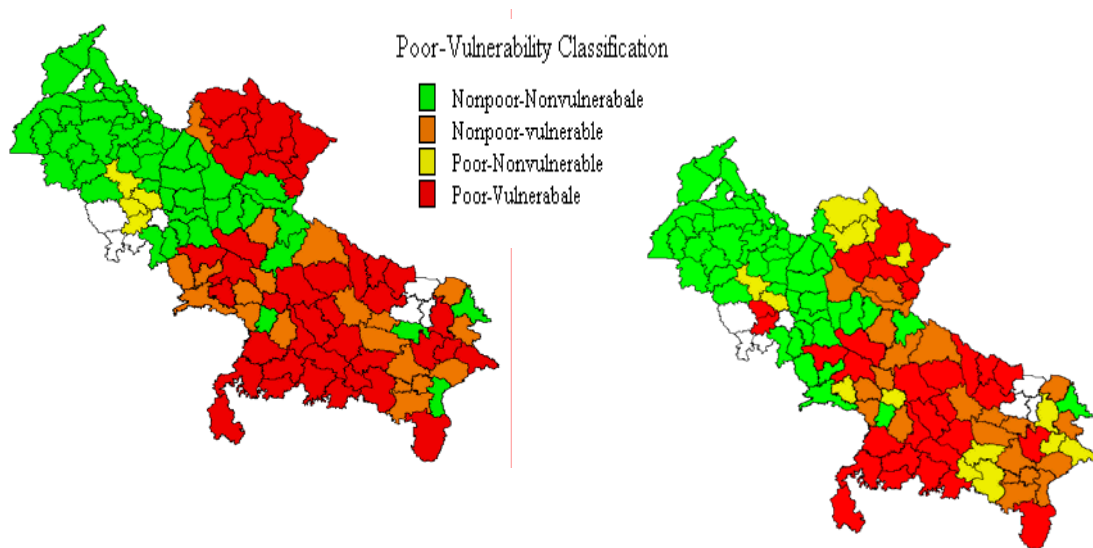 Poor-Vulnerability Classification
Nonpoor-Nonvulnerabale
Nonpoor-vulnerable
Poor-Nonvulnerable
Poor-Vulnerabale